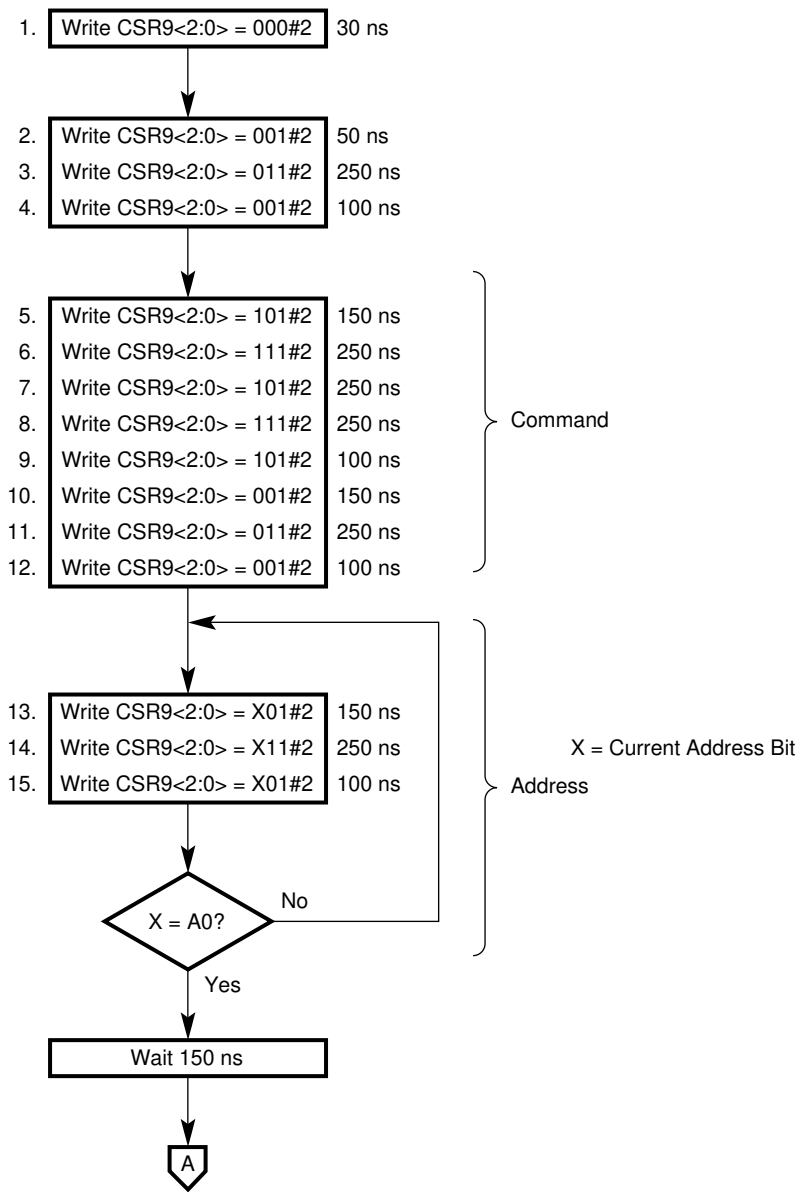 1. Write CSR9<2:0> = 000#2 30 ns
2. Write CSR9<2:0> = 001#2 50 ns
3. Write CSR9<2:0> = 011#2 250 ns
4. Write CSR9<2:0> = 001#2 100 ns
5. Write CSR9<2:0> = 101#2 150 ns
6. Write CSR9<2:0> = 111#2 250 ns
7. Write CSR9<2:0> = 101#2 250 ns
8. Write CSR9<2:0> = 111#2 250 ns
Command
9. Write CSR9<2:0> = 101#2 100 ns
10. Write CSR9<2:0> = 001#2 150 ns
11. Write CSR9<2:0> = 011#2 250 ns
12. Write CSR9<2:0> = 001#2 100 ns
13. Write CSR9<2:0> = X01#2 150 ns
14. Write CSR9<2:0> = X11#2 250 ns
X = Current Address Bit
15. Write CSR9<2:0> = X01#2 100 ns
Address
X = A0?
No
Yes
Wait 150 ns
A